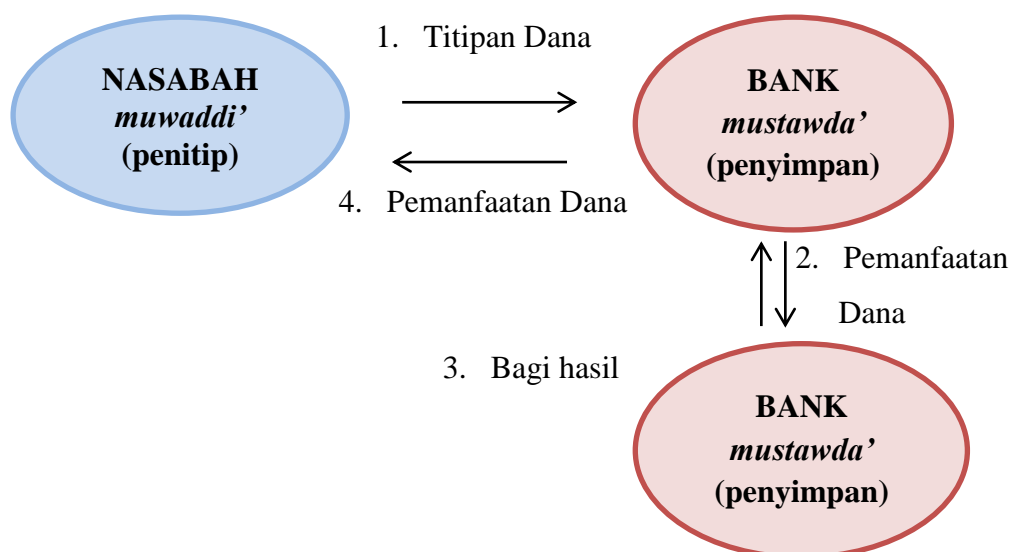 1. Titipan Dana
NASABAH
muwaddi’
(penitip)
BANK
mustawda’
(penyimpan)
4. Pemanfaatan Dana
2. Pemanfaatan
Dana
3. Bagi hasil
BANK
mustawda’
(penyimpan)